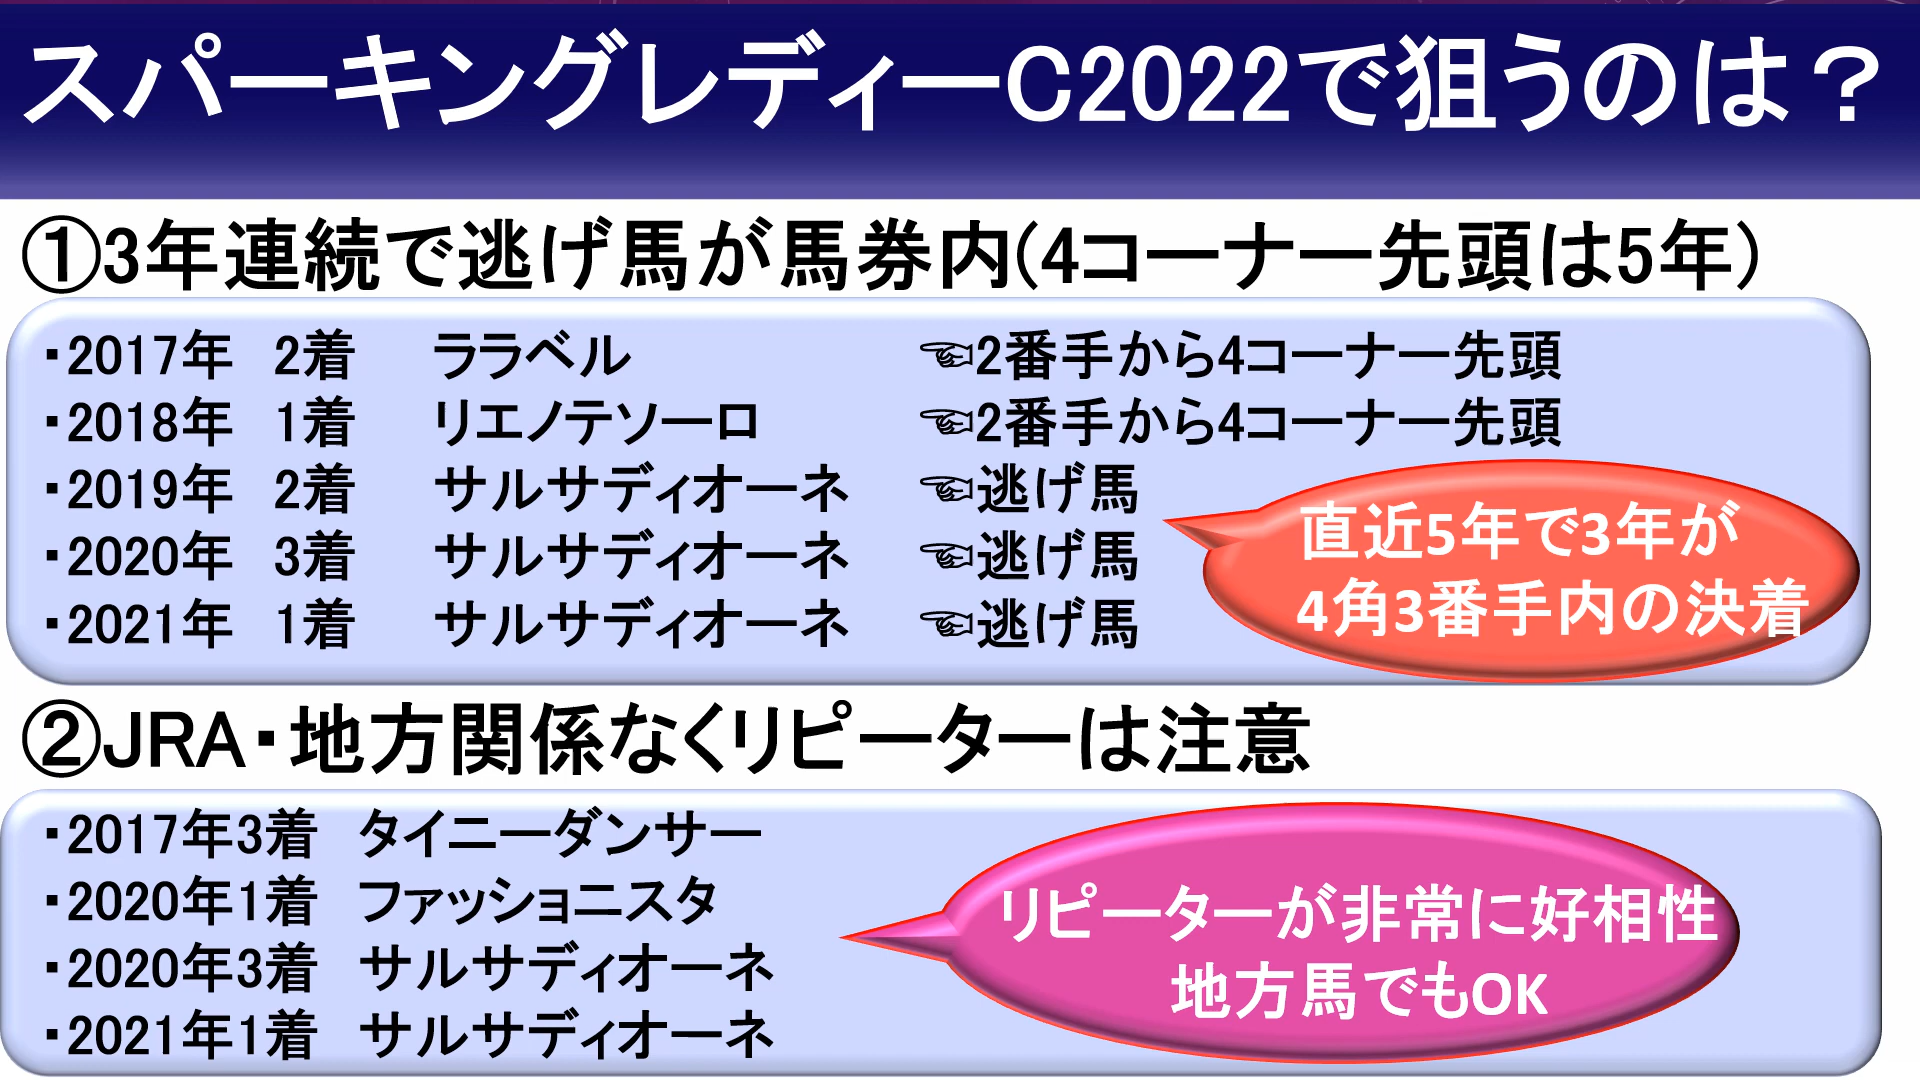 スパーキングレディーC2022で狙うのは？
①3年連続で逃げ馬が馬券内(4コーナー先頭は5年)
・2017年　2着　ララベル　☜2番手から4コーナー先頭
・2018年　1着　リエノテソーロ　☜2番手から4コーナー先頭
・2019年　2着　サルサディオーネ　☜逃げ馬
・2020年　3着　サルサディオーネ　☜逃げ馬
・2021年　1着　サルサディオーネ　☜逃げ馬
直近5年で3年が
4角3番手内の決着
②JRA・地方関係なくリピーターは注意
・2017年3着　タイニーダンサー
・2020年1着　ファッショニスタ
・2020年3着　サルサディオーネ
・2021年1着　サルサディオーネ
リピーターが非常に好相性
地方馬でもOK